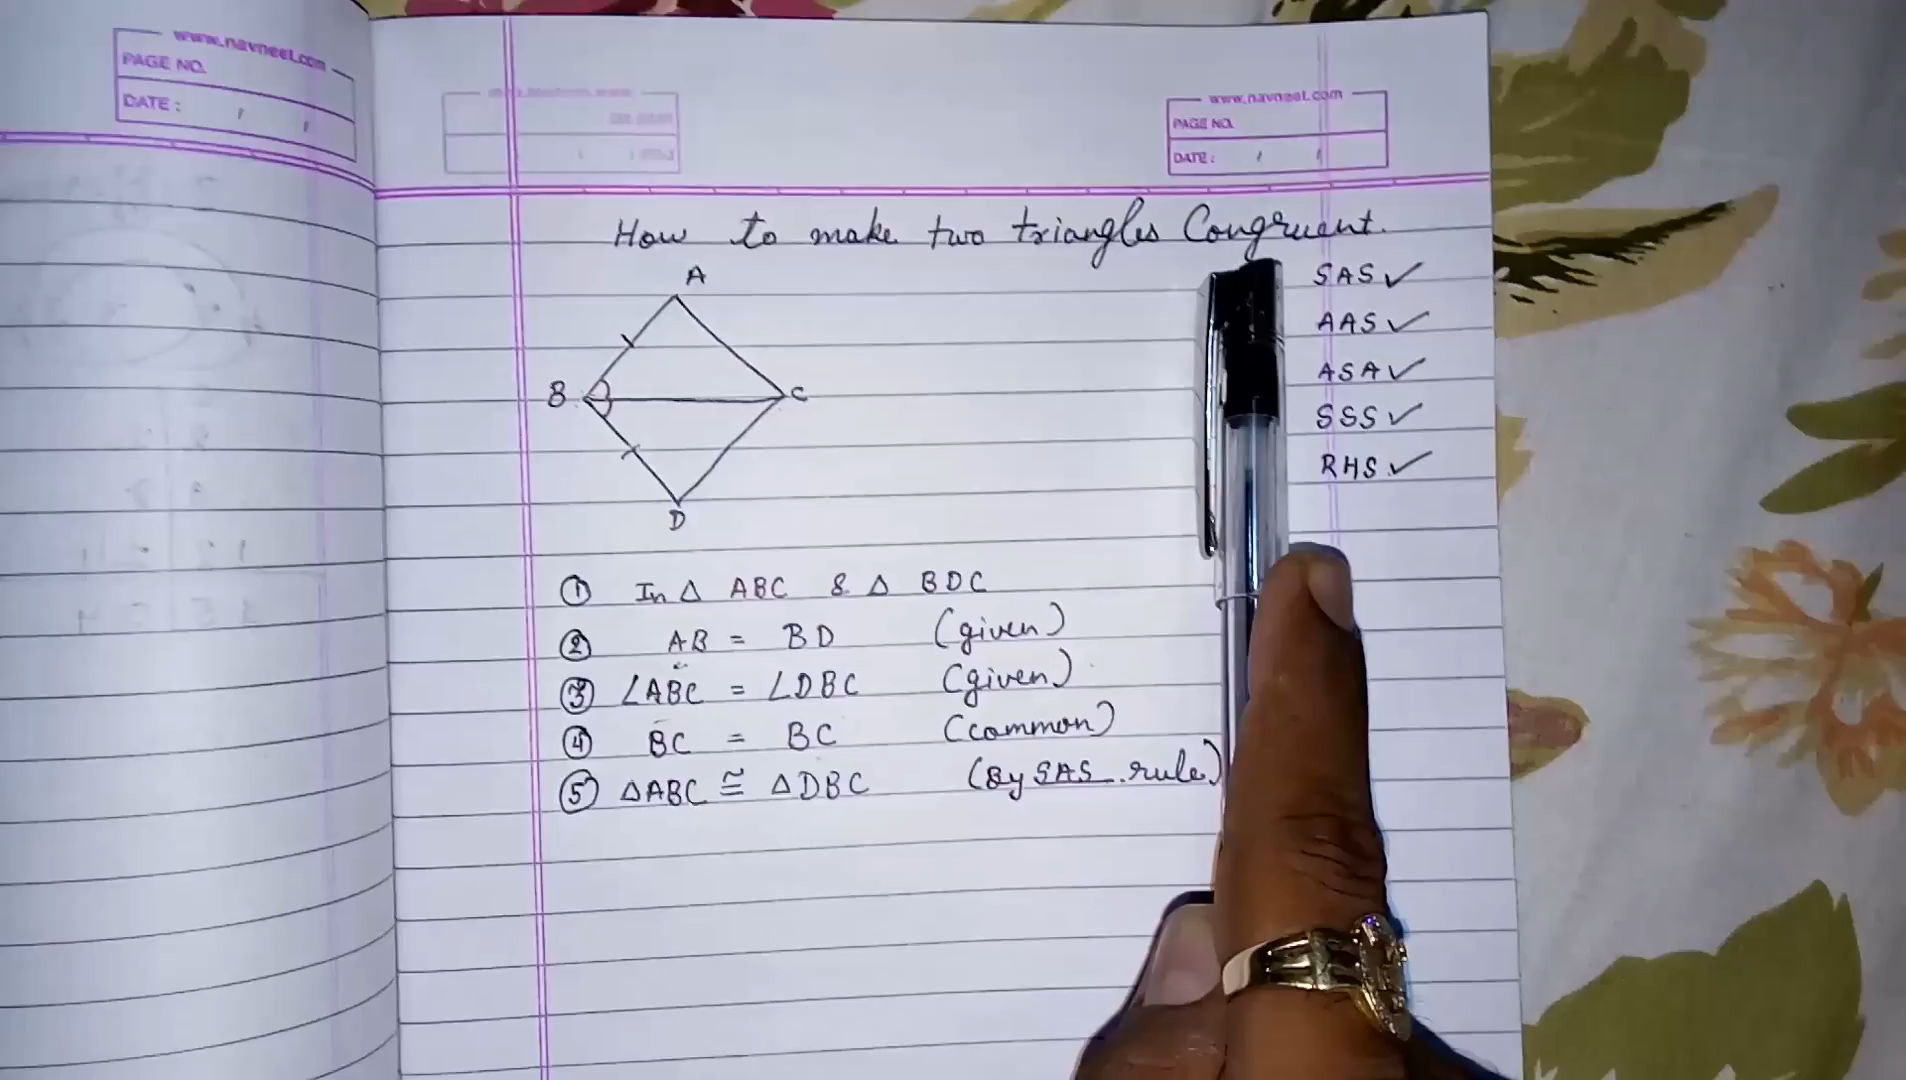 www.navneet.com
PAGE NO.
DATE : / /
www.navneet.com
PAGE NO.
DATE : / /
How to make two triangles Congruent.
A
B
C
D
SAS ✓
AAS ✓
ASA ✓
SSS ✓
RHS ✓
① In △ ABC & △ BDC
② AB = BD (given)
③ ∠ABC = ∠DBC (given)
④ BC = BC (common)
⑤ △ABC ≅ △DBC (By SAS rule)